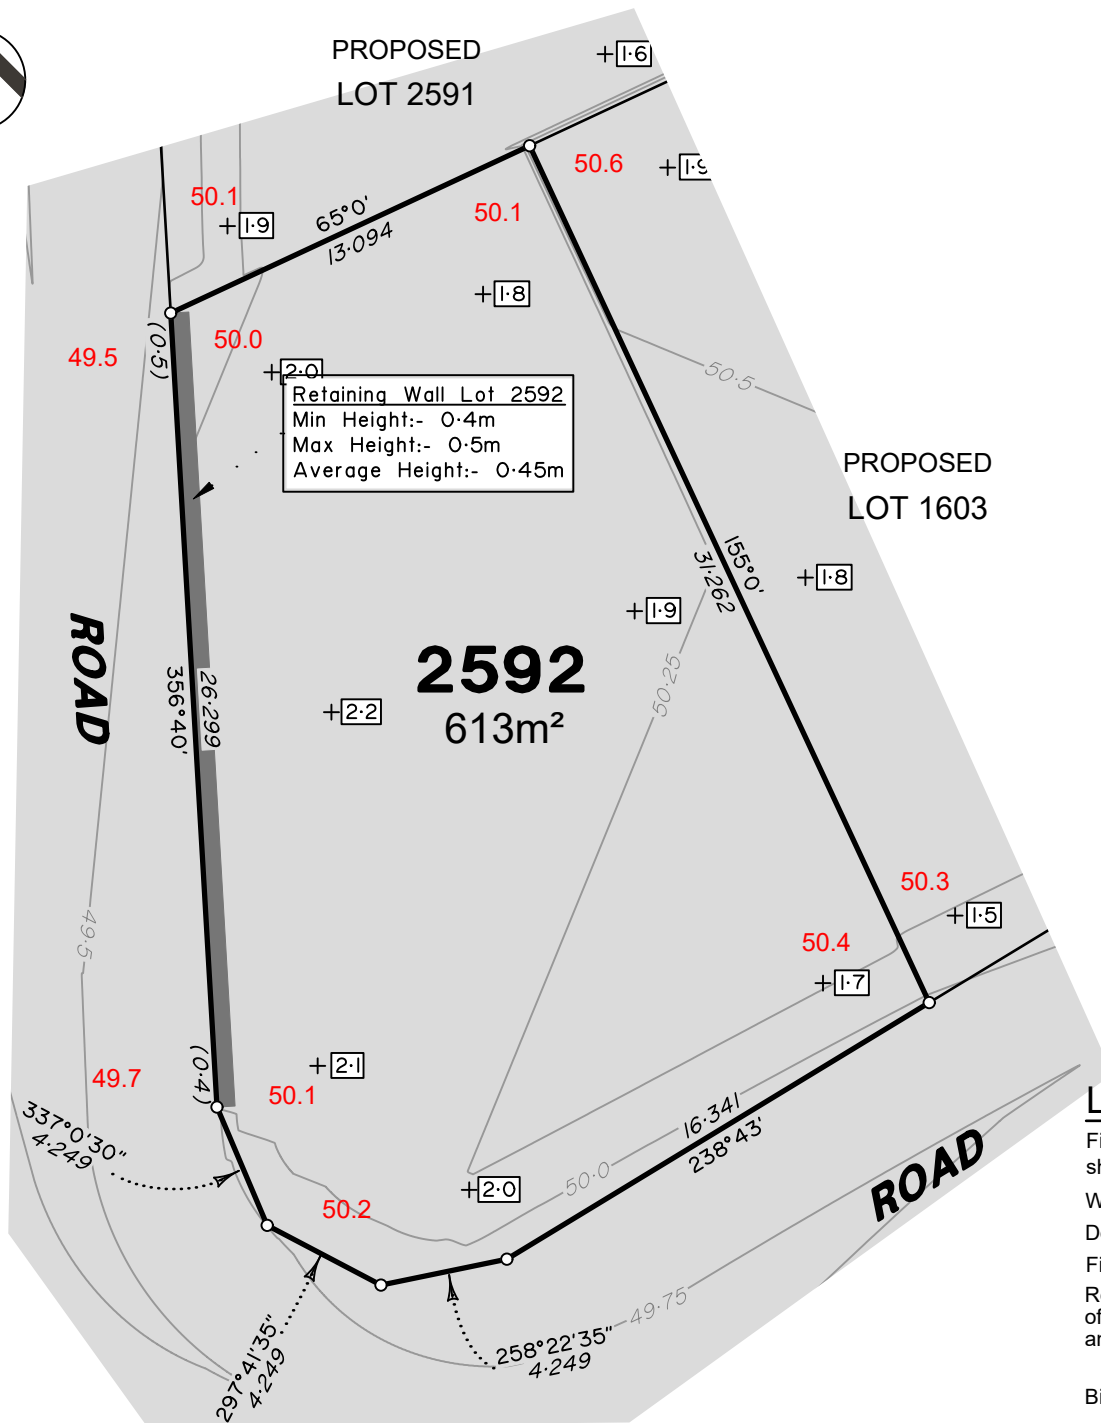 PROPOSED
LOT 2591
1·6
50.6
1·9
50.1
1·9
65°0'
13·094
50.1
1·8
50.0
49.5
(0·5)
2·0
Retaining Wall Lot 2592
Min Height:- 0·4m
Max Height:- 0·5m
Average Height:- 0·45m
50·5
PROPOSED
LOT 1603
155°0'
31·262
1·8
1·9
ROAD
356°40'
26·299
2592
613m²
50·25
2·2
50.3
1·5
50.4
1·7
49·5
49.7
(0·4)
2·1
50.1
337°0'30"
4·249
16·341
238°43'
50·0
2·0
50.2
ROAD
49·75
258°22'35"
4·249
297°41'35"
4·249
L
Fi
sh
W
D
Fi
R
of
an
Bi